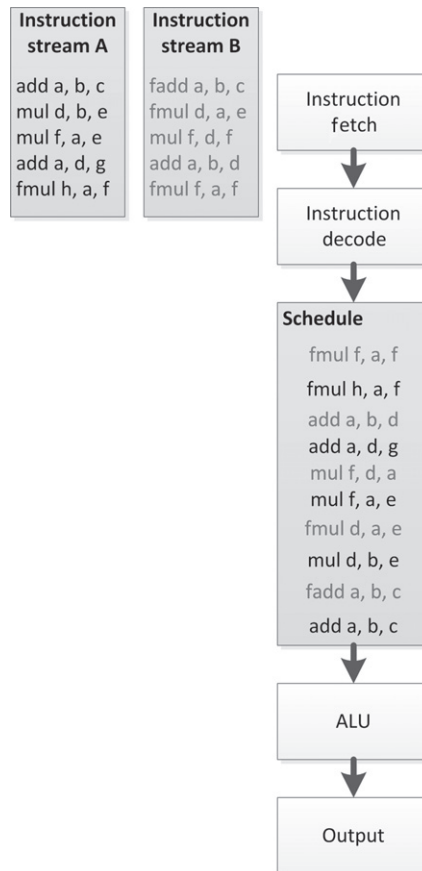 Instruction
stream A
add a, b, c
mul d, b, e
mul f, a, e
add a, d, g
fmul h, a, f
Instruction
stream B
fadd a, b, c
fmul d, a, e
mul f, d, f
add a, b, d
fmul f, a, f
Instruction
fetch
Instruction
decode
Schedule
fmul f, a, f
fmul h, a, f
add a, b, d
add a, d, g
mul f, d, a
mul f, a, e
fmul d, a, e
mul d, b, e
fadd a, b, c
add a, b, c
ALU
Output